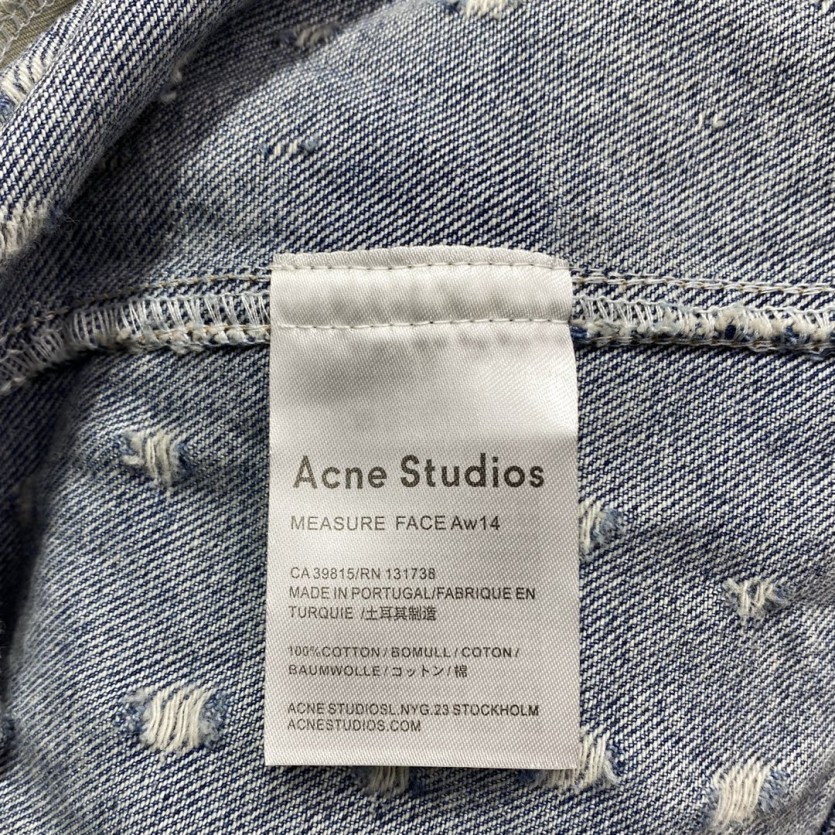 Acne Studios
MEASURE FACE Aw14
CA 39815/RN 131738
MADE IN PORTUGAL/FABRIQUE EN
TURQUIE /土耳其制造
100%COTTON / BOMULL / COTON /
BAUMWOLLE / コットン / 棉
ACNE STUDIOSL.NYG.23 STOCKHOLM
ACNESTUDIOS.COM